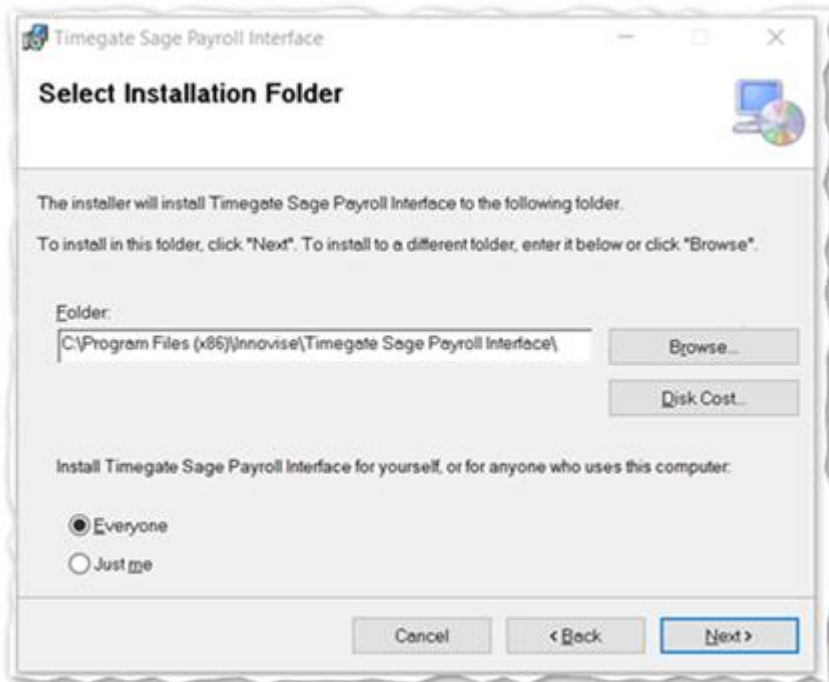 Timegate Sage Payroll Interface
Select Installation Folder
The installer will install Timegate Sage Payroll Interface to the following folder.
To install in this folder, click "Next". To install to a different folder, enter it below or click "Browse".
Folder:
C:\Program Files (x86)\Innovise\Timegate Sage Payroll Interface\
Browse...
Disk Cost...
Install Timegate Sage Payroll Interface for yourself, or for anyone who uses this computer:
Everyone
Just me
Cancel
< Back
Next >